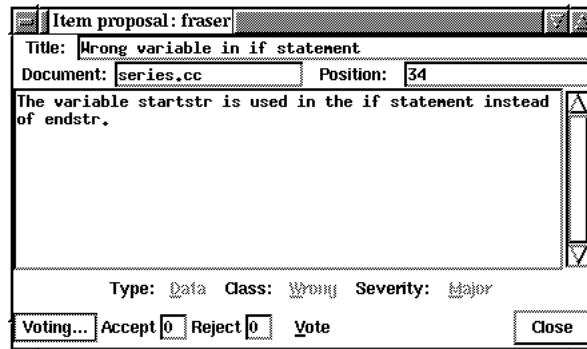 Item proposal: fraser
Title: Wrong variable in if statement
Document: series.cc Position: 34
The variable startstr is used in the if statement instead
of endstr.
Type: Data Class: Wrong Severity: Major
Voting... Accept 0 Reject 0 Vote Close